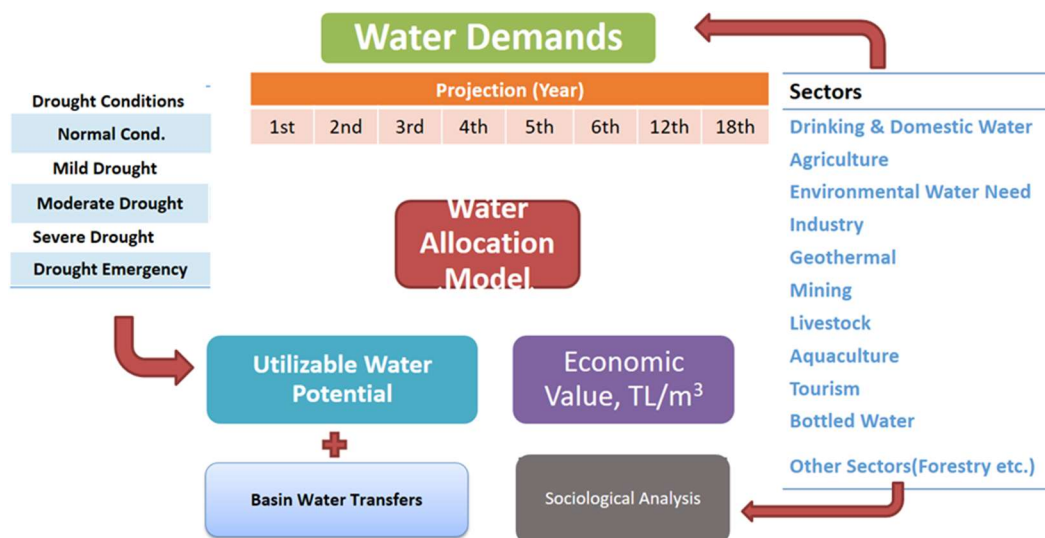 Water Demands
Projection (Year)
1st 2nd 3rd 4th 5th 6th 12th 18th
Drought Conditions
Normal Cond.
Mild Drought
Moderate Drought
Severe Drought
Drought Emergency
Water
Allocation
Model
Utilizable Water
Potential
Basin Water Transfers
Economic
Value, TL/m³
Sociological Analysis
Sectors
Drinking & Domestic Water
Agriculture
Environmental Water Need
Industry
Geothermal
Mining
Livestock
Aquaculture
Tourism
Bottled Water
Other Sectors(Forestry etc.)